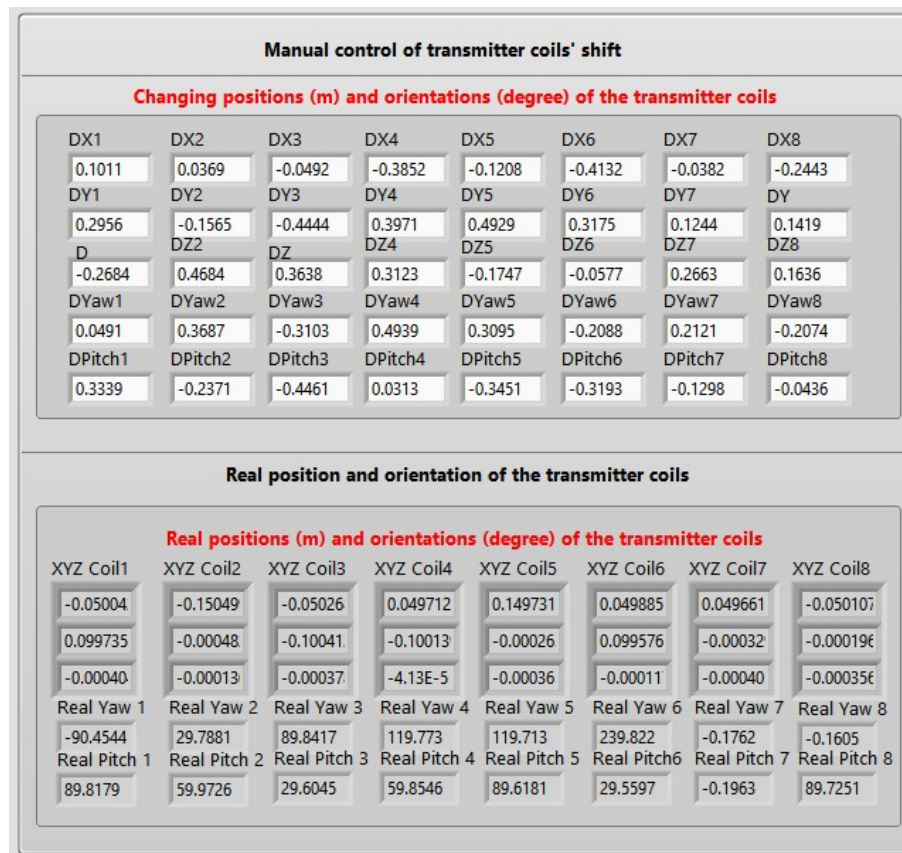 Manual control of transmitter coils' shift
Changing positions (m) and orientations (degree) of the transmitter coils
DX1 DX2 DX3 DX4 DX5 DX6 DX7 DX8
0.1011 0.0369 -0.0492 -0.3852 -0.1208 -0.4132 -0.0382 -0.2443
DY1 DY2 DY3 DY4 DY5 DY6 DY7 DY
0.2956 -0.1565 -0.4444 0.3971 0.4929 0.3175 0.1244 0.1419
D DZ2 DZ DZ4 DZ5 DZ6 DZ7 DZ8
-0.2684 0.4684 0.3638 0.3123 -0.1747 -0.0577 0.2663 0.1636
DYaw1 DYaw2 DYaw3 DYaw4 DYaw5 DYaw6 DYaw7 DYaw8
0.0491 0.3687 -0.3103 0.4939 0.3095 -0.2088 0.2121 -0.2074
DPitch1 DPitch2 DPitch3 DPitch4 DPitch5 DPitch6 DPitch7 DPitch8
0.3339 -0.2371 -0.4461 0.0313 -0.3451 -0.3193 -0.1298 -0.0436
Real position and orientation of the transmitter coils
Real positions (m) and orientations (degree) of the transmitter coils
XYZ Coil1 XYZ Coil2 XYZ Coil3 XYZ Coil4 XYZ Coil5 XYZ Coil6 XYZ Coil7 XYZ Coil8
-0.05004 -0.15049 -0.05026 0.049712 0.149731 0.049885 0.049661 -0.050107
0.099735 -0.00048 -0.10041 -0.10013 -0.00026 0.099576 -0.00032 -0.000196
-0.00040 -0.00013 -0.00037 -4.13E-5 -0.00036 -0.00011 -0.00040 -0.000356
Real Yaw 1 Real Yaw 2 Real Yaw 3 Real Yaw 4 Real Yaw 5 Real Yaw 6 Real Yaw 7 Real Yaw 8
-90.4544 29.7881 89.8417 119.773 119.713 239.822 -0.1762 -0.1605
Real Pitch 1 Real Pitch 2 Real Pitch 3 Real Pitch 4 Real Pitch 5 Real Pitch6 Real Pitch 7 Real Pitch 8
89.8179 59.9726 29.6045 59.8546 89.6181 29.5597 -0.1963 89.7251